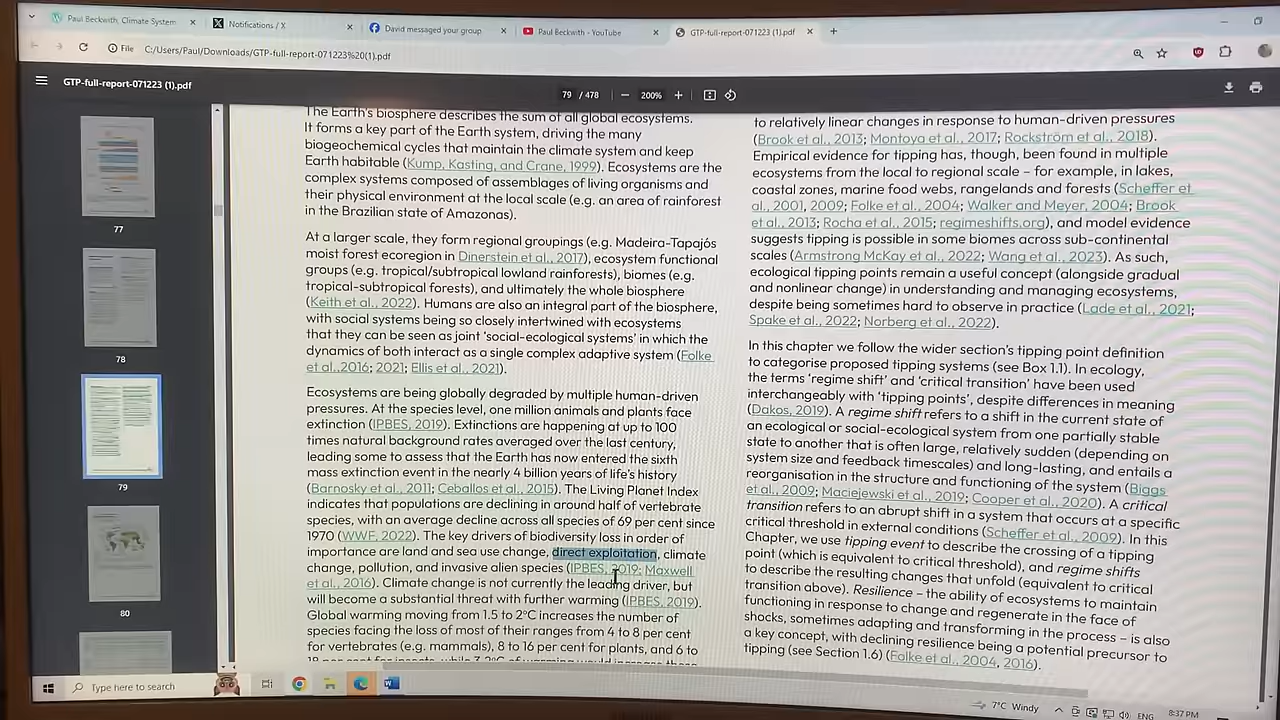 Paul Beckwith, Climate System
Notifications / X
David messaged your group
Paul Beckwith - YouTube
GTP-full-report-071223 (1).pdf
File C:/Users/Paul/Downloads/GTP-full-report-071223%20(1).pdf
GTP-full-report-071223 (1).pdf
79 / 478
200%
77
78
79
80
The Earth's biosphere describes the sum of all global ecosystems.
It forms a key part of the Earth system, driving the many
biogeochemical cycles that maintain the climate system and keep
Earth habitable (Kump, Kasting, and Crane, 1999). Ecosystems are the
complex systems composed of assemblages of living organisms and
their physical environment at the local scale (e.g. an area of rainforest
in the Brazilian state of Amazonas).
At a larger scale, they form regional groupings (e.g. Madeira-Tapajós
moist forest ecoregion in Dinerstein et al., 2017), ecosystem functional
groups (e.g. tropical/subtropical lowland rainforests), biomes (e.g.
tropical-subtropical forests), and ultimately the whole biosphere
(Keith et al., 2022). Humans are also an integral part of the biosphere,
with social systems being so closely intertwined with ecosystems
that they can be seen as joint 'social-ecological systems' in which the
dynamics of both interact as a single complex adaptive system (Folke
et al.,2016; 2021; Ellis et al., 2021).
Ecosystems are being globally degraded by multiple human-driven
pressures. At the species level, one million animals and plants face
extinction (IPBES, 2019). Extinctions are happening at up to 100
times natural background rates averaged over the last century,
leading some to assess that the Earth has now entered the sixth
mass extinction event in the nearly 4 billion years of life's history
(Barnosky et al., 2011; Ceballos et al., 2015). The Living Planet Index
indicates that populations are declining in around half of vertebrate
species, with an average decline across all species of 69 per cent since
1970 (WWF, 2022). The key drivers of biodiversity loss in order of
importance are land and sea use change, direct exploitation, climate
change, pollution, and invasive alien species (IPBES, 2019; Maxwell
et al., 2016). Climate change is not currently the leading driver, but
will become a substantial threat with further warming (IPBES, 2019).
Global warming moving from 1.5 to 2°C increases the number of
species facing the loss of most of their ranges from 4 to 8 per cent
for vertebrates (e.g. mammals), 8 to 16 per cent for plants, and 6 to
to relatively linear changes in response to human-driven pressures
(Brook et al., 2013; Montoya et al., 2017; Rockström et al., 2018).
Empirical evidence for tipping has, though, been found in multiple
ecosystems from the local to regional scale – for example, in lakes,
coastal zones, marine food webs, rangelands and forests (Scheffer et
al., 2001, 2009; Folke et al., 2004; Walker and Meyer, 2004; Brook
et al., 2013; Rocha et al., 2015; regimeshifts.org), and model evidence
suggests tipping is possible in some biomes across sub-continental
scales (Armstrong McKay et al., 2022; Wang et al., 2023). As such,
ecological tipping points remain a useful concept (alongside gradual
and nonlinear change) in understanding and managing ecosystems,
despite being sometimes hard to observe in practice (Lade et al., 2021;
Spake et al., 2022; Norberg et al., 2022).
In this chapter we follow the wider section's tipping point definition
to categorise proposed tipping systems (see Box 1.1). In ecology,
the terms 'regime shift' and 'critical transition' have been used
interchangeably with 'tipping points', despite differences in meaning
(Dakos, 2019). A regime shift refers to a shift in the current state of
an ecological or social-ecological system from one partially stable
state to another that is often large, relatively sudden (depending on
system size and feedback timescales) and long-lasting, and entails a
reorganisation in the structure and functioning of the system (Biggs
et al., 2009; Maciejewski et al., 2019; Cooper et al., 2020). A critical
transition refers to an abrupt shift in a system that occurs at a specific
critical threshold in external conditions (Scheffer et al., 2009). In this
Chapter, we use tipping event to describe the crossing of a tipping
point (which is equivalent to critical threshold), and regime shifts
to describe the resulting changes that unfold (equivalent to critical
transition above). Resilience – the ability of ecosystems to maintain
functioning in response to change and regenerate in the face of
shocks, sometimes adapting and transforming in the process – is also
a key concept, with declining resilience being a potential precursor to
tipping (see Section 1.6) (Folke et al., 2004, 2016).
Type here to search
7°C Windy
ENG
8:37 PM